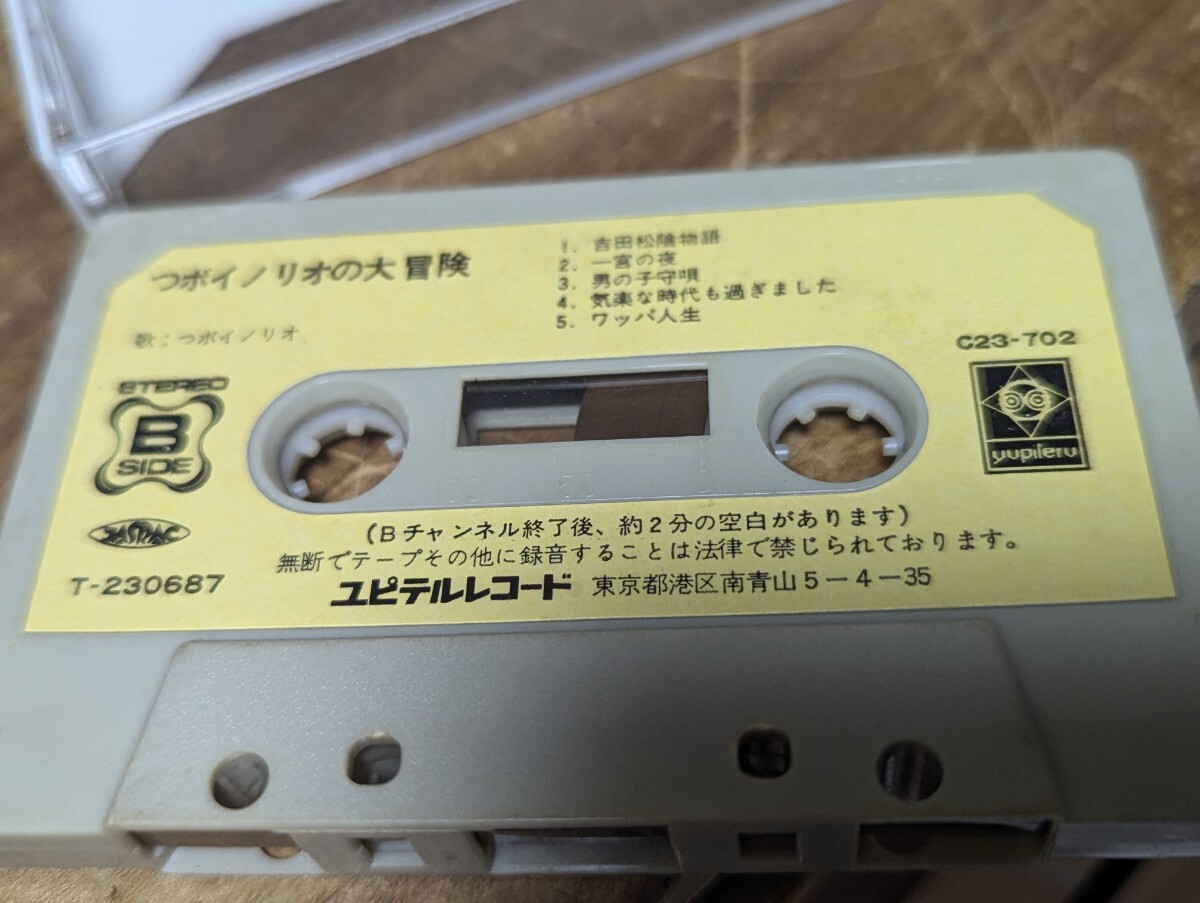 つボイノリオの大冒険
歌：つボイノリオ
1. 吉田松陰物語
2. 一宮の夜
3. 男の子守唄
4. 気楽な時代も過ぎました
5. ワッパ人生
C23-702
STEREO
B
SIDE
yupiteru
JASRAC
T-230687
(Bチャンネル終了後、約2分の空白があります)
無断でテープその他に録音することは法律で禁じられております。
ユピテルレコード 東京都港区南青山5-4-35